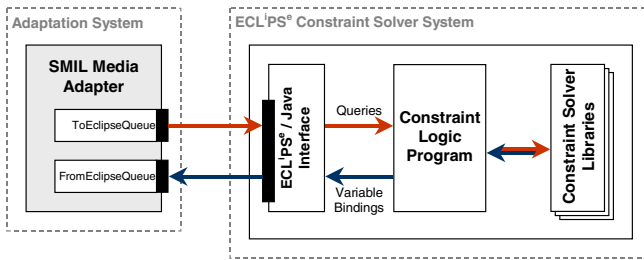 Adaptation System
ECLⁱPSᵉ Constraint Solver System
SMIL Media
Adapter
ToEclipseQueue
FromEclipseQueue
ECLⁱPSᵉ / Java
Interface
Queries
Variable
Bindings
Constraint
Logic
Program
Constraint Solver
Libraries